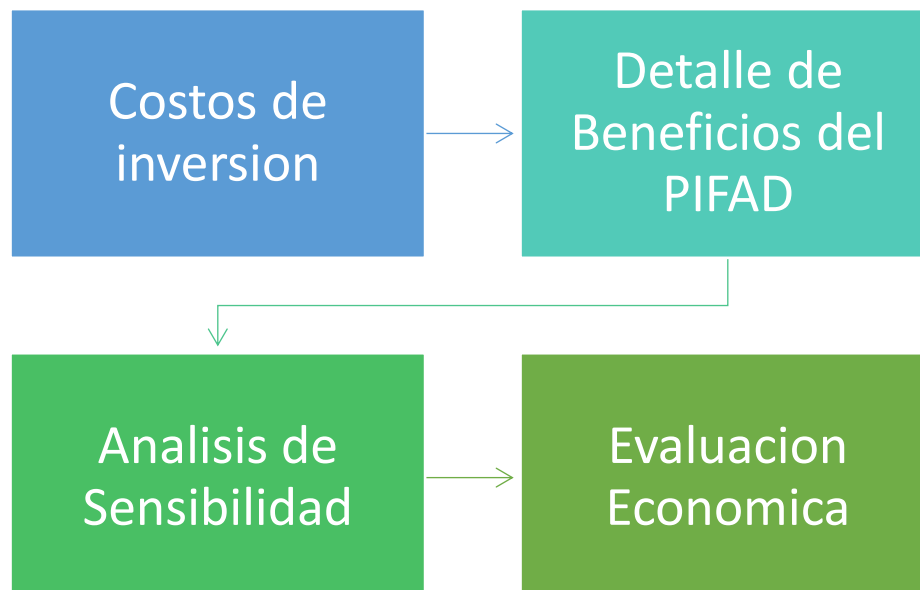 Costos de
inversion
Detalle de
Beneficios del
PIFAD
Analisis de
Sensibilidad
Evaluacion
Economica